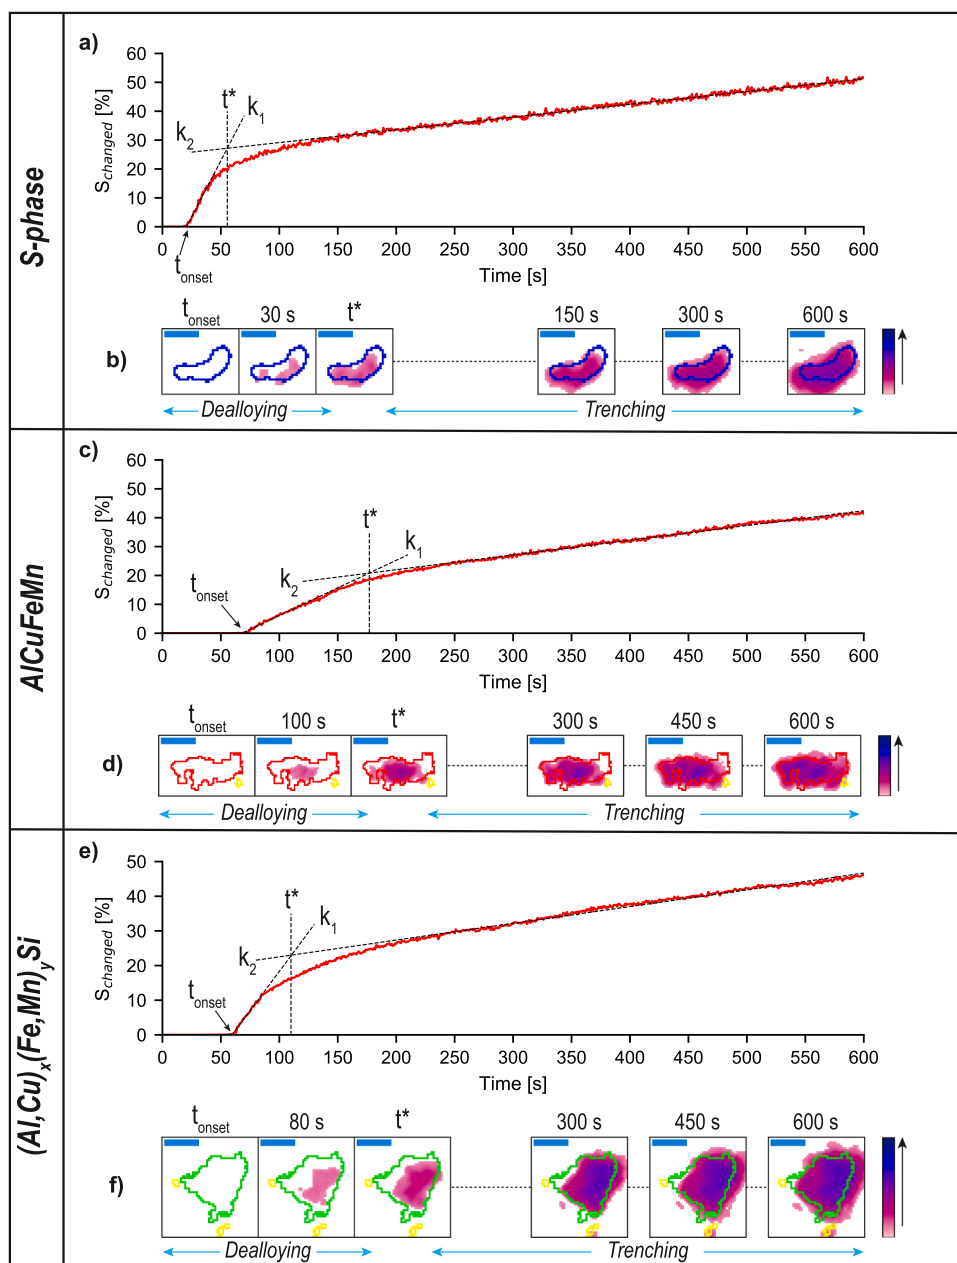 S-phase
a)
S_changed [%]
60
50
40
30
20
10
0
t*
k_1
k_2
t_onset
0 50 100 150 200 250 300 350 400 450 500 550 600
Time [s]
b)
t_onset 30 s t* 150 s 300 s 600 s
Dealloying Trenching
AlCuFeMn
c)
S_changed [%]
60
50
40
30
20
10
0
t*
k_1
k_2
t_onset
0 50 100 150 200 250 300 350 400 450 500 550 600
Time [s]
d)
t_onset 100 s t* 300 s 450 s 600 s
Dealloying Trenching
(Al,Cu)_x(Fe,Mn)_ySi
e)
S_changed [%]
50
40
30
20
10
0
t*
k_1
k_2
t_onset
0 50 100 150 200 250 300 350 400 450 500 550 600
Time [s]
f)
t_onset 80 s t* 300 s 450 s 600 s
Dealloying Trenching